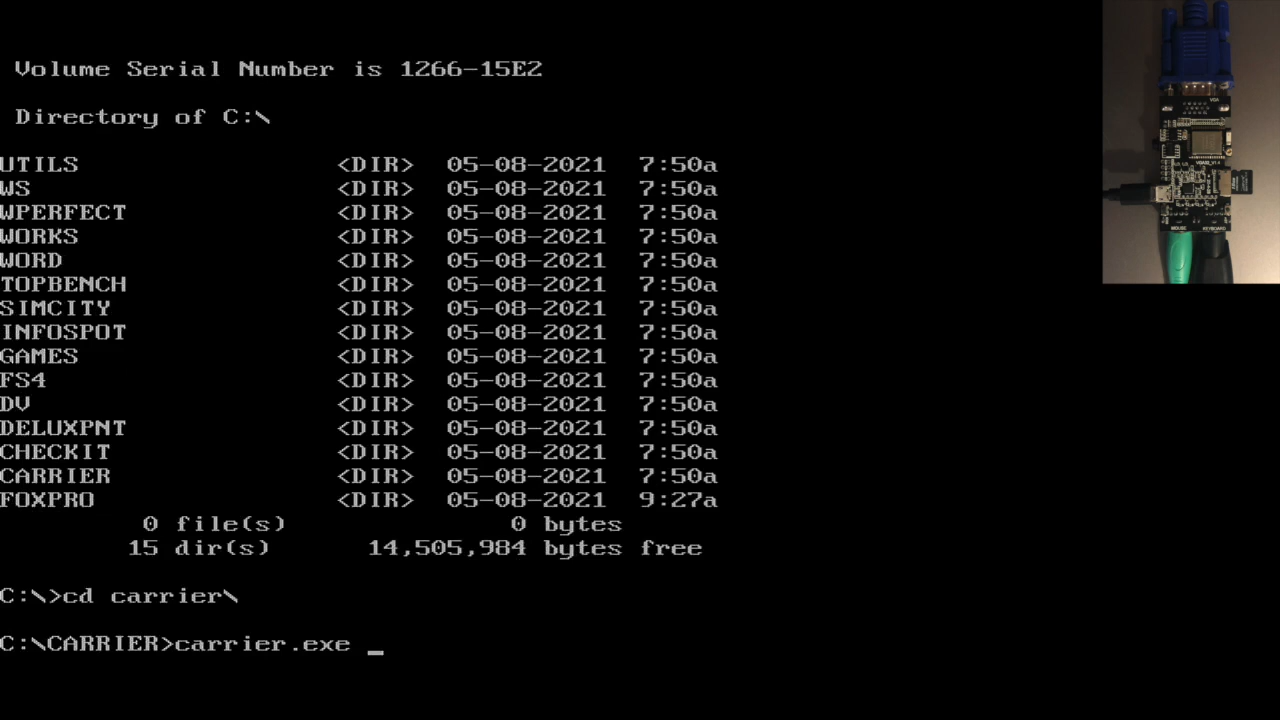 Volume Serial Number is 1266-15E2
Directory of C:\
UTILS <DIR> 05-08-2021 7:50a
WS <DIR> 05-08-2021 7:50a
WPERFECT <DIR> 05-08-2021 7:50a
WORKS <DIR> 05-08-2021 7:50a
WORD <DIR> 05-08-2021 7:50a
TOPBENCH <DIR> 05-08-2021 7:50a
SIMCITY <DIR> 05-08-2021 7:50a
INFOSPOT <DIR> 05-08-2021 7:50a
GAMES <DIR> 05-08-2021 7:50a
FS4 <DIR> 05-08-2021 7:50a
DV <DIR> 05-08-2021 7:50a
DELUXPNT <DIR> 05-08-2021 7:50a
CHECKIT <DIR> 05-08-2021 7:50a
CARRIER <DIR> 05-08-2021 7:50a
FOXPRO <DIR> 05-08-2021 9:27a
0 file(s) 0 bytes
15 dir(s) 14,505,984 bytes free
C:\>cd carrier\
C:\CARRIER>carrier.exe _
VGA
MOUSE KEYBOARD